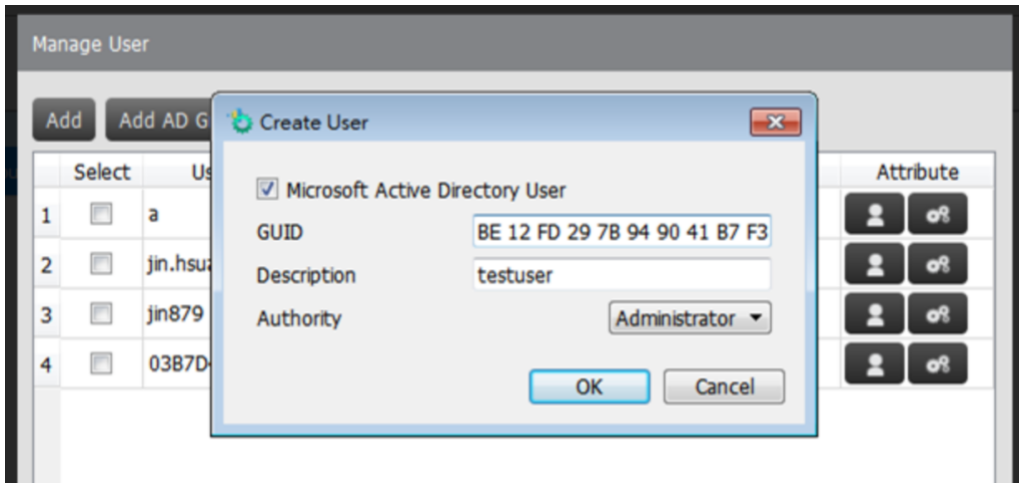 Manage User
Add Add AD G
Create User
Select Us Attribute
Microsoft Active Directory User
1 a
GUID BE 12 FD 29 7B 94 90 41 B7 F3
2 jin.hsua
Description testuser
3 jin879
Authority Administrator
4 03B7D
OK Cancel